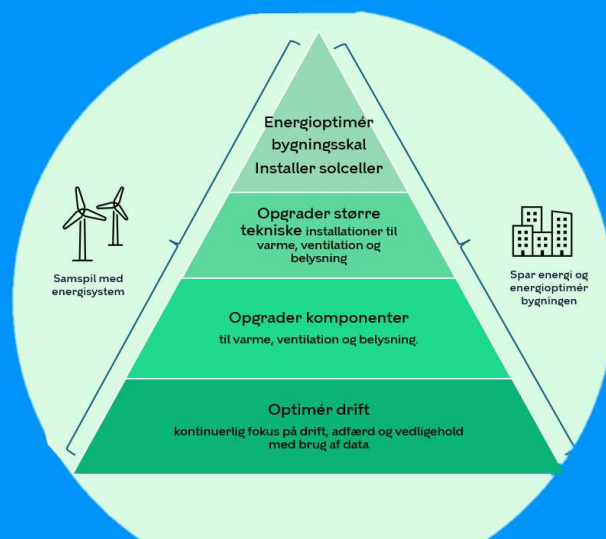 Energioptimér
bygningsskal
Installer solceller
Opgrader større
tekniske installationer til
varme, ventilation og
belysning
Samspil med
energisystem
Spar energi og
energioptimér
bygningen
Opgrader komponenter
til varme, ventilation og belysning.
Optimér drift
kontinuerlig fokus på drift, adfærd og vedligehold
med brug af data